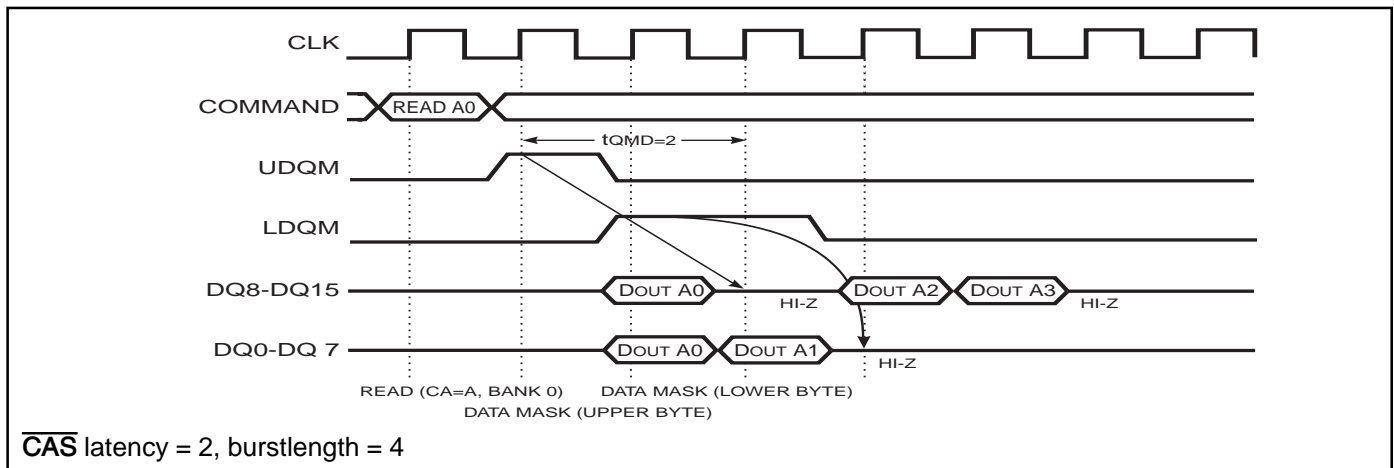 CLK
COMMAND
READ A0
tQMD=2
UDQM
LDQM
DQ8-DQ15
DOUT A0
HI-Z
DOUT A2
DOUT A3
HI-Z
DQ0-DQ 7
DOUT A0
DOUT A1
HI-Z
READ (CA=A, BANK 0)
DATA MASK (LOWER BYTE)
DATA MASK (UPPER BYTE)
CAS latency = 2, burstlength = 4